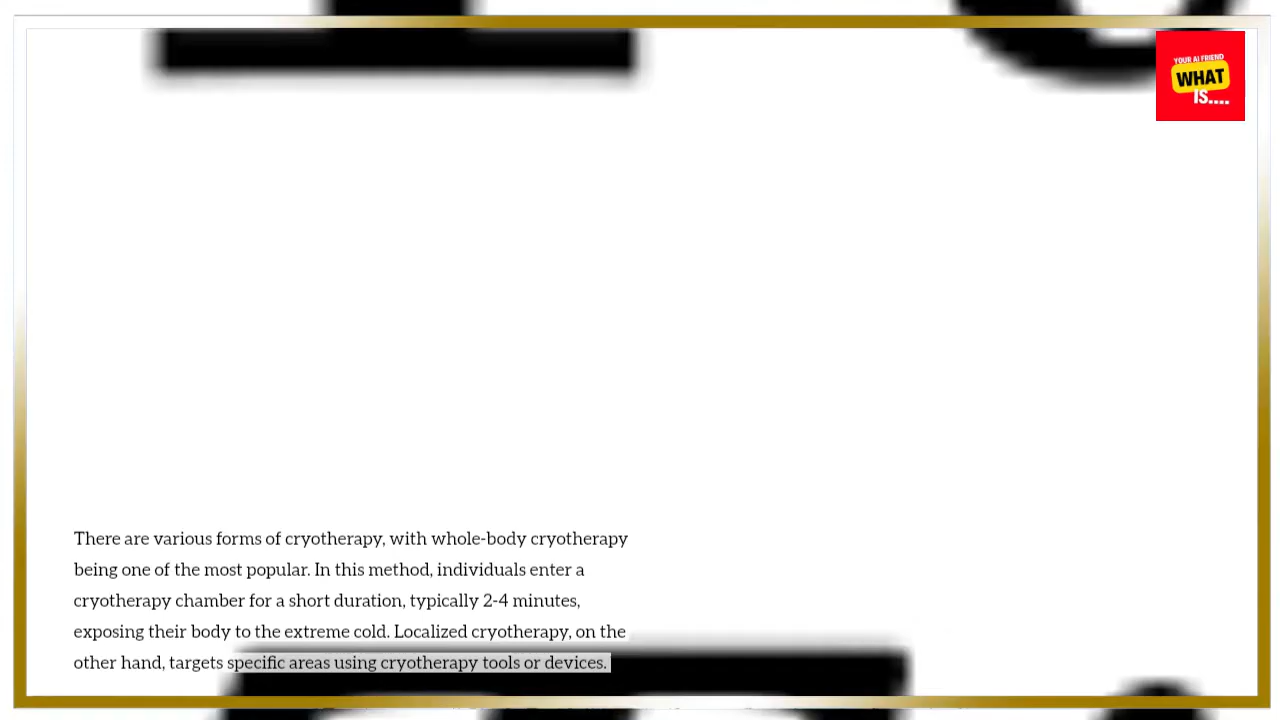 YOUR AI FRIEND
WHAT
IS....
There are various forms of cryotherapy, with whole-body cryotherapy
being one of the most popular. In this method, individuals enter a
cryotherapy chamber for a short duration, typically 2-4 minutes,
exposing their body to the extreme cold. Localized cryotherapy, on the
other hand, targets specific areas using cryotherapy tools or devices.